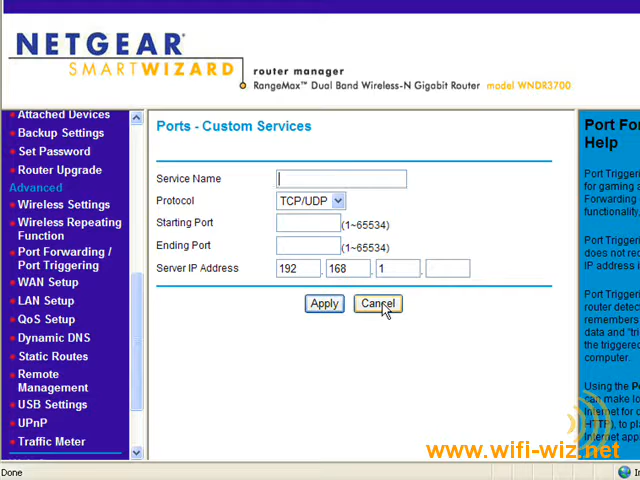 NETGEAR
SMARTWIZARD
router manager
RangeMax™ Dual Band Wireless-N Gigabit Router model WNDR3700
Attached Devices
Backup Settings
Set Password
Router Upgrade
Advanced
Wireless Settings
Wireless Repeating
Function
Port Forwarding /
Port Triggering
WAN Setup
LAN Setup
QoS Setup
Dynamic DNS
Static Routes
Remote
Management
USB Settings
UPnP
Traffic Meter
Ports - Custom Services
Service Name
Protocol TCP/UDP
Starting Port (1~65534)
Ending Port (1~65534)
Server IP Address 192 . 168 . 1 .
Apply Cancel
Port For
Help
Port Triggeri
for gaming a
Forwarding
functionality,
Port Triggeri
does not rec
IP address i
Port Triggeri
router detect
remembers
data and "tri
the triggered
computer.
Using the Po
can make lo
Internet for
HTTP), to pl
Internet app
www.wifi-wiz.net
Done